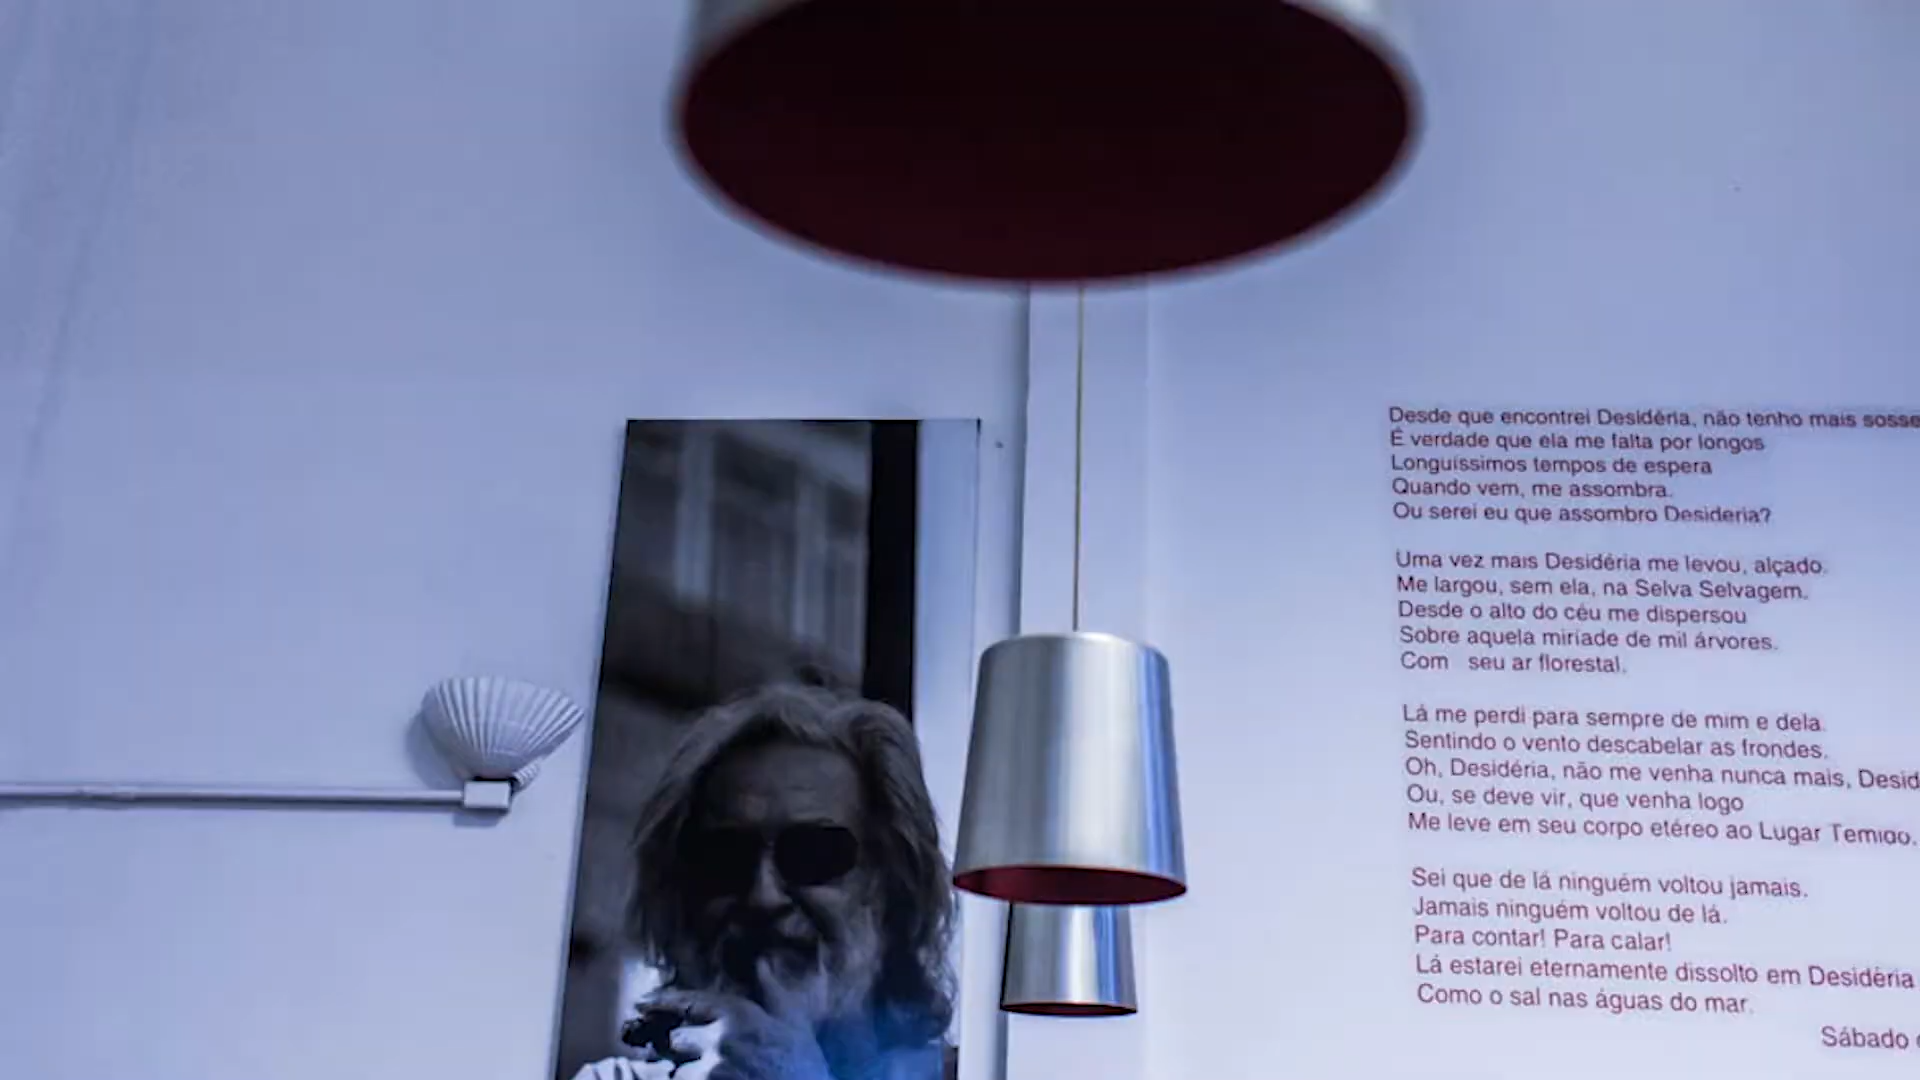 Desde que encontrei Desidéria, não tenho mais sosse
É verdade que ela me falta por longos
Longuíssimos tempos de espera
Quando vem, me assombra.
Ou serei eu que assombro Desideria?
Uma vez mais Desidéria me levou, alçado.
Me largou, sem ela, na Selva Selvagem.
Desde o alto do céu me dispersou
Sobre aquela miríade de mil árvores.
Com seu ar florestal.
Lá me perdi para sempre de mim e dela.
Sentindo o vento descabelar as frondes.
Oh, Desidéria, não me venha nunca mais, Desid
Ou, se deve vir, que venha logo
Me leve em seu corpo etéreo ao Lugar Temido.
Sei que de lá ninguém voltou jamais.
Jamais ninguém voltou de lá.
Para contar! Para calar!
Lá estarei eternamente dissolto em Desidéria
Como o sal nas águas do mar.
Sábado